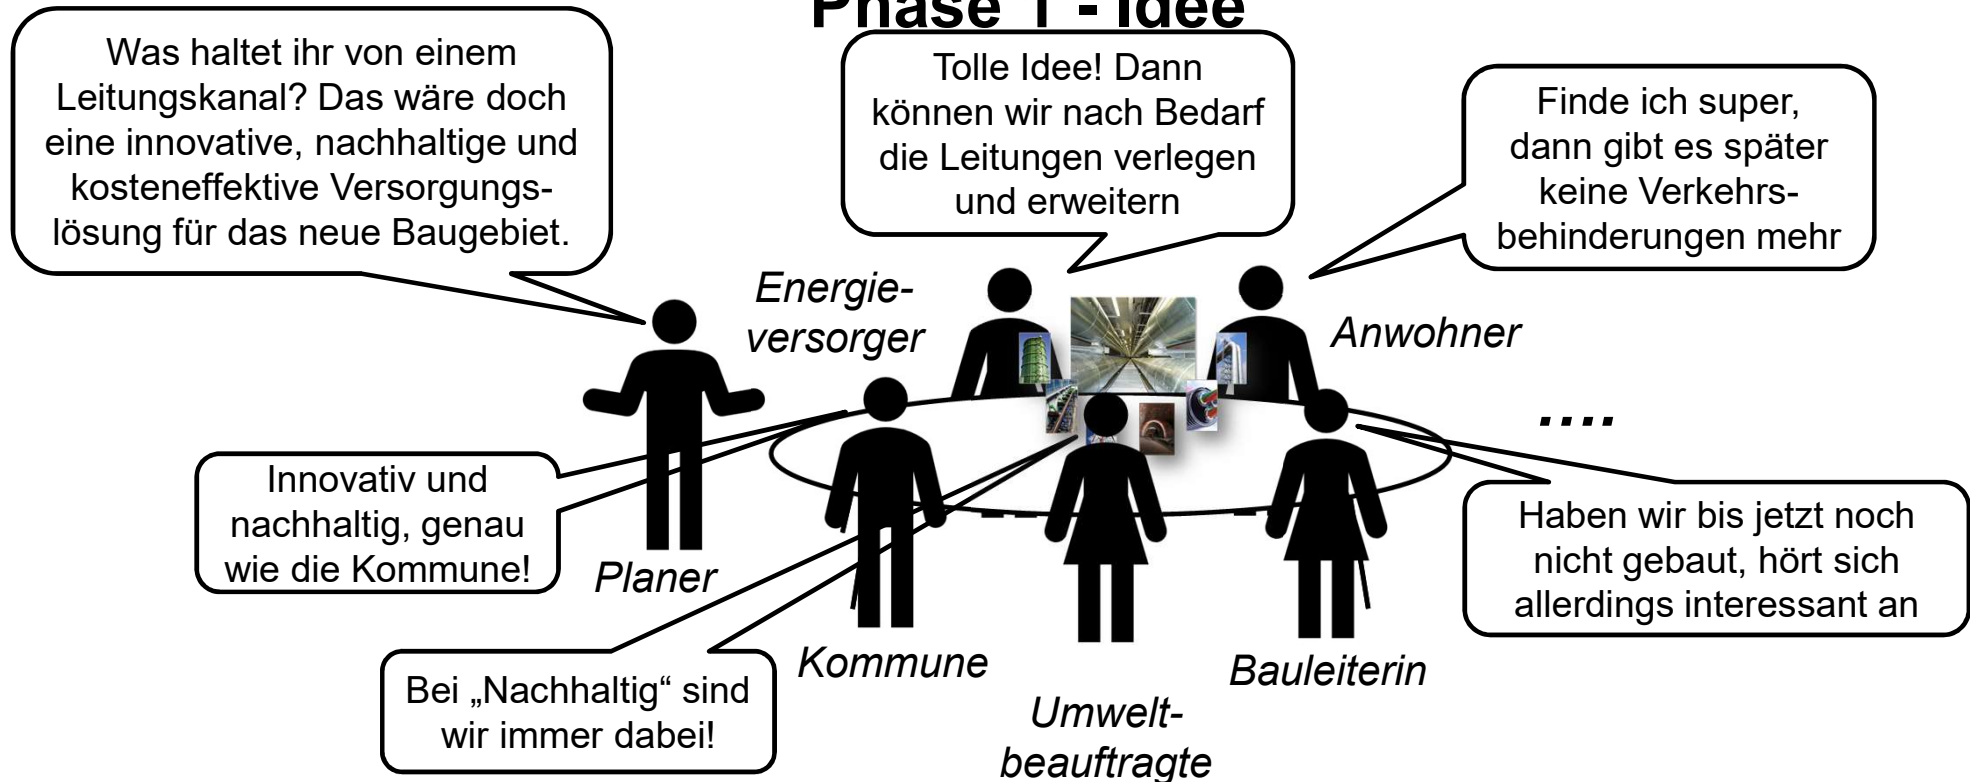 Phase 1 - Idee
Was haltet ihr von einem
Leitungskanal? Das wäre doch
eine innovative, nachhaltige und
kosteneffektive Versorgungs-
lösung für das neue Baugebiet.
Tolle Idee! Dann
können wir nach Bedarf
die Leitungen verlegen
und erweitern
Finde ich super,
dann gibt es später
keine Verkehrs-
behinderungen mehr
Energie-
versorger
Anwohner
....
Innovativ und
nachhaltig, genau
wie die Kommune!
Planer
Haben wir bis jetzt noch
nicht gebaut, hört sich
allerdings interessant an
Kommune
Bauleiterin
Bei „Nachhaltig“ sind
wir immer dabei!
Umwelt-
beauftragte